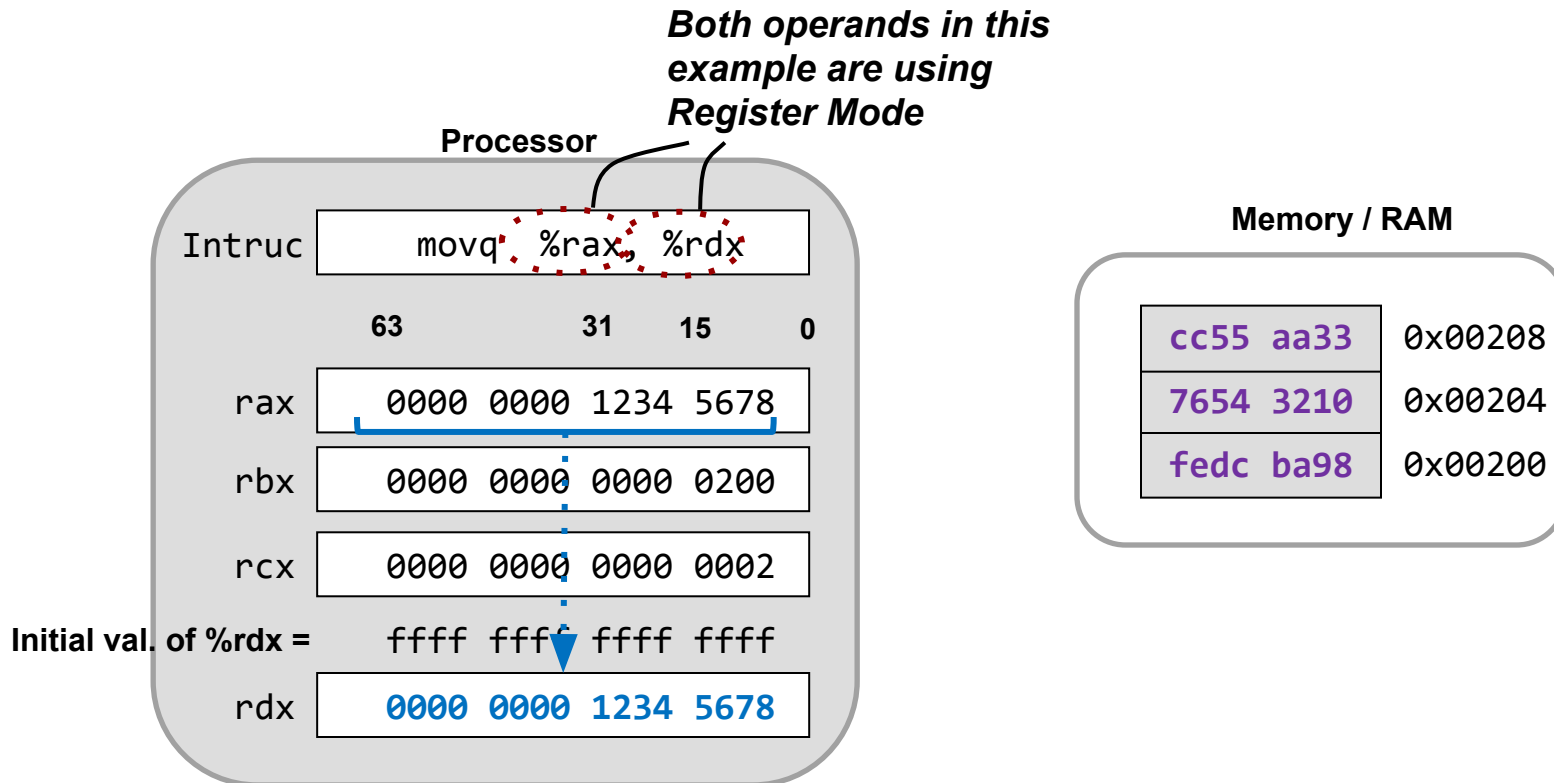 Both operands in this
example are using
Register Mode
Processor
Intruc movq %rax, %rdx
63 31 15 0
rax 0000 0000 1234 5678
rbx 0000 0000 0000 0200
rcx 0000 0000 0000 0002
Initial val. of %rdx = ffff ffff ffff ffff
rdx 0000 0000 1234 5678
Memory / RAM
cc55 aa33 0x00208
7654 3210 0x00204
fedc ba98 0x00200